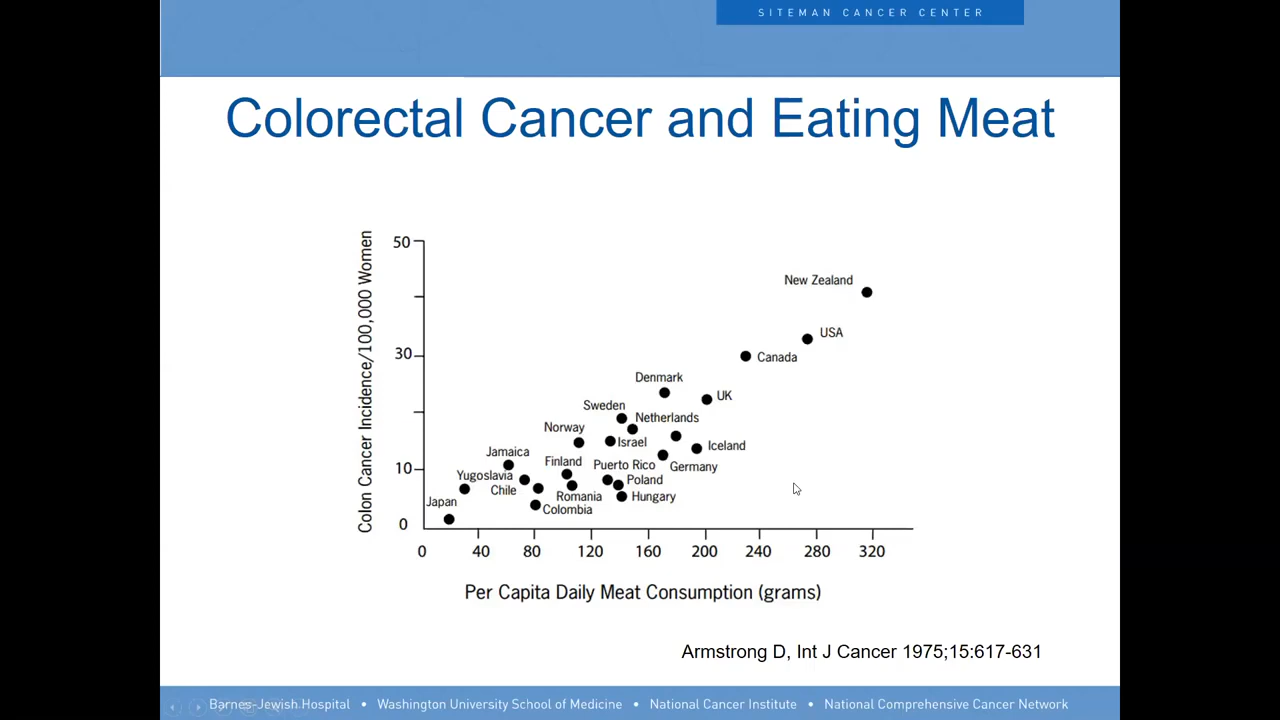 SITEMAN CANCER CENTER
Colorectal Cancer and Eating Meat
Colon Cancer Incidence/100,000 Women
50
30
10
0
New Zealand
USA
Canada
Denmark
UK
Sweden
Netherlands
Norway
Israel
Iceland
Jamaica
Finland
Puerto Rico
Germany
Yugoslavia
Poland
Chile
Romania
Hungary
Japan
Colombia
0 40 80 120 160 200 240 280 320
Per Capita Daily Meat Consumption (grams)
Armstrong D, Int J Cancer 1975;15:617-631
Barnes-Jewish Hospital • Washington University School of Medicine • National Cancer Institute • National Comprehensive Cancer Network